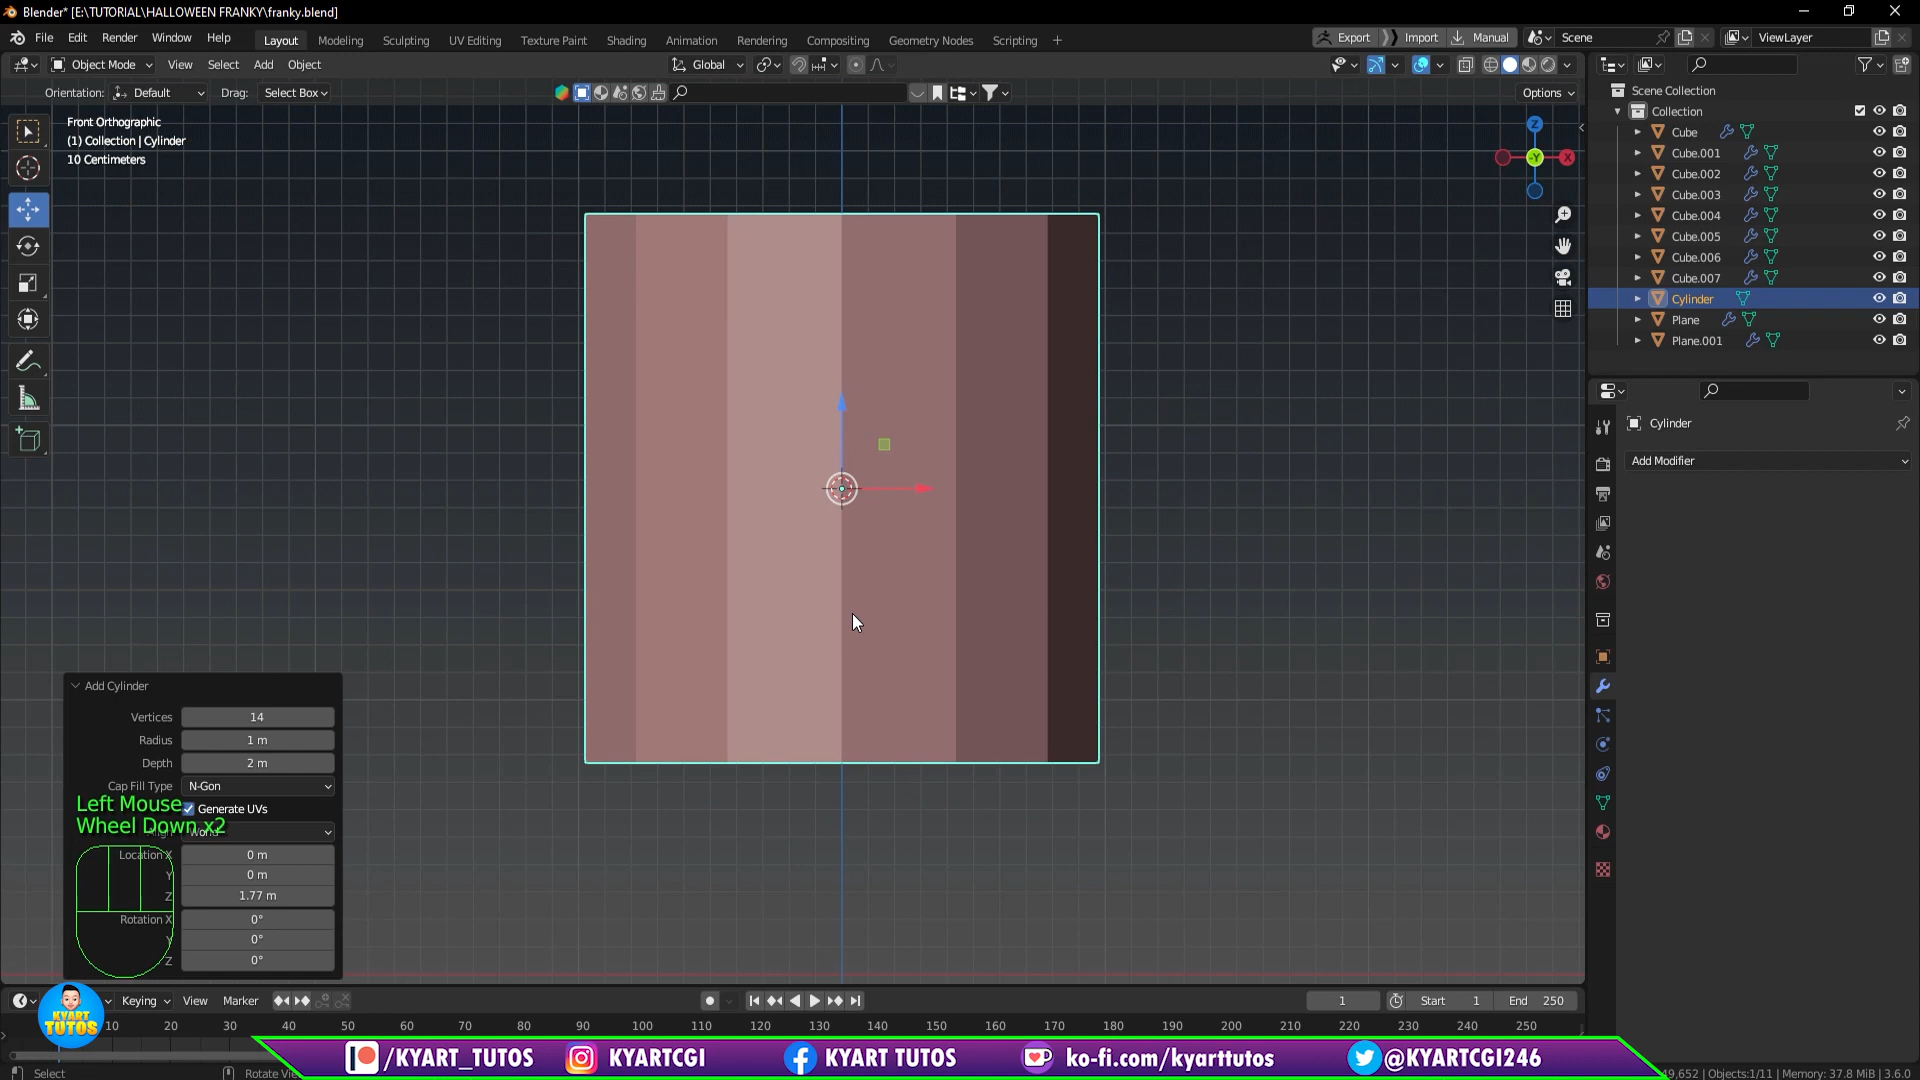 Blender* [E:\TUTORIAL\HALLOWEEN FRANKY\franky.blend]
File Edit Render Window Help
Layout Modeling Sculpting UV Editing Texture Paint Shading Animation Rendering Compositing Geometry Nodes Scripting +
Export Import Manual Scene ViewLayer
Object Mode View Select Add Object Global
Orientation: Default Drag: Select Box Options
Front Orthographic
(1) Collection | Cylinder
10 Centimeters
Z
-Y
X
Scene Collection
Collection
Cube
Cube.001
Cube.002
Cube.003
Cube.004
Cube.005
Cube.006
Cube.007
Cylinder
Plane
Plane.001
Cylinder
Add Modifier
Add Cylinder
Vertices 14
Radius 1 m
Depth 2 m
Cap Fill Type N-Gon
Generate UVs
Left Mouse
Wheel Down x2
World
Location X 0 m
Y 0 m
Z 1.77 m
Rotation X 0°
Y 0°
Z 0°
Keying View Marker 1 Start 1 End 250
10 20 30 40 50 60 70 80 90 100 110 120 130 140 150 160 170 180 190 200 210 220 230 240 250
KYART TUTOS
/KYART_TUTOS KYARTCGI KYART TUTOS ko-fi.com/kyarttutos @KYARTCGI246
Select Rotate Vie 49,652 | Objects:1/11 | Memory: 37.8 MiB | 3.6.0